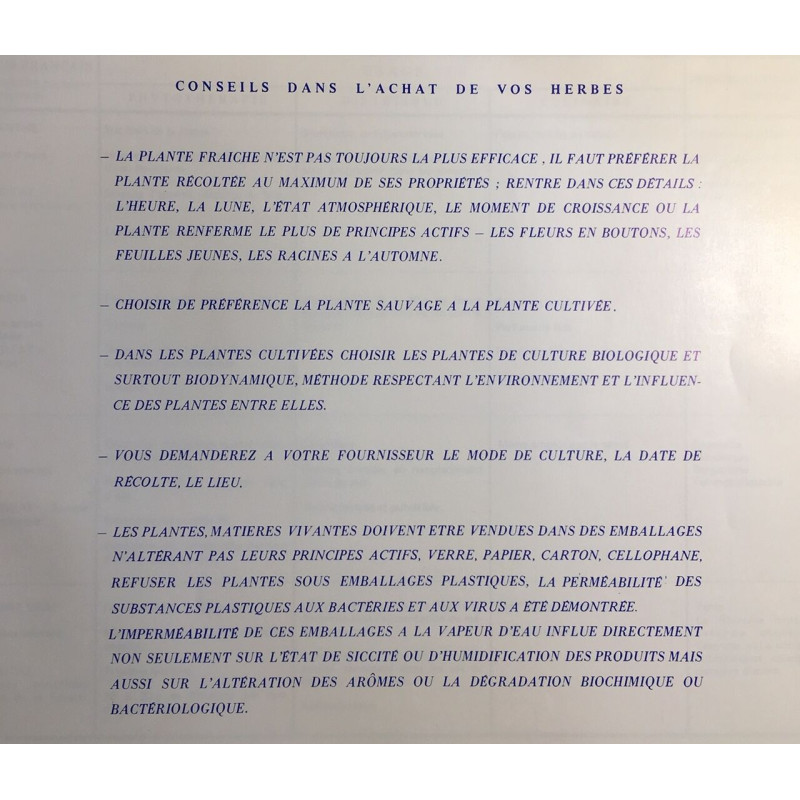 CONSEILS DANS L'ACHAT DE VOS HERBES
– LA PLANTE FRAICHE N'EST PAS TOUJOURS LA PLUS EFFICACE , IL FAUT PRÉFÉRER LA
PLANTE RÉCOLTÉE AU MAXIMUM DE SES PROPRIÉTÉS ; RENTRE DANS CES DÉTAILS :
L'HEURE, LA LUNE, L'ÉTAT ATMOSPHÉRIQUE, LE MOMENT DE CROISSANCE OU LA
PLANTE RENFERME LE PLUS DE PRINCIPES ACTIFS – LES FLEURS EN BOUTONS, LES
FEUILLES JEUNES, LES RACINES A L'AUTOMNE.
– CHOISIR DE PRÉFÉRENCE LA PLANTE SAUVAGE A LA PLANTE CULTIVÉE.
– DANS LES PLANTES CULTIVÉES CHOISIR LES PLANTES DE CULTURE BIOLOGIQUE ET
SURTOUT BIODYNAMIQUE, MÉTHODE RESPECTANT L'ENVIRONNEMENT ET L'INFLUEN-
CE DES PLANTES ENTRE ELLES.
– VOUS DEMANDEREZ A VOTRE FOURNISSEUR LE MODE DE CULTURE, LA DATE DE
RÉCOLTE, LE LIEU.
– LES PLANTES, MATIERES VIVANTES DOIVENT ETRE VENDUES DANS DES EMBALLAGES
N'ALTÉRANT PAS LEURS PRINCIPES ACTIFS, VERRE, PAPIER, CARTON, CELLOPHANE,
REFUSER LES PLANTES SOUS EMBALLAGES PLASTIQUES, LA PERMÉABILITÉ DES
SUBSTANCES PLASTIQUES AUX BACTÉRIES ET AUX VIRUS A ÉTÉ DÉMONTRÉE.
L'IMPERMÉABILITÉ DE CES EMBALLAGES A LA VAPEUR D'EAU INFLUE DIRECTEMENT
NON SEULEMENT SUR L'ÉTAT DE SICCITÉ OU D'HUMIDIFICATION DES PRODUITS MAIS
AUSSI SUR L'ALTÉRATION DES ARÔMES OU LA DÉGRADATION BIOCHIMIQUE OU
BACTÉRIOLOGIQUE.